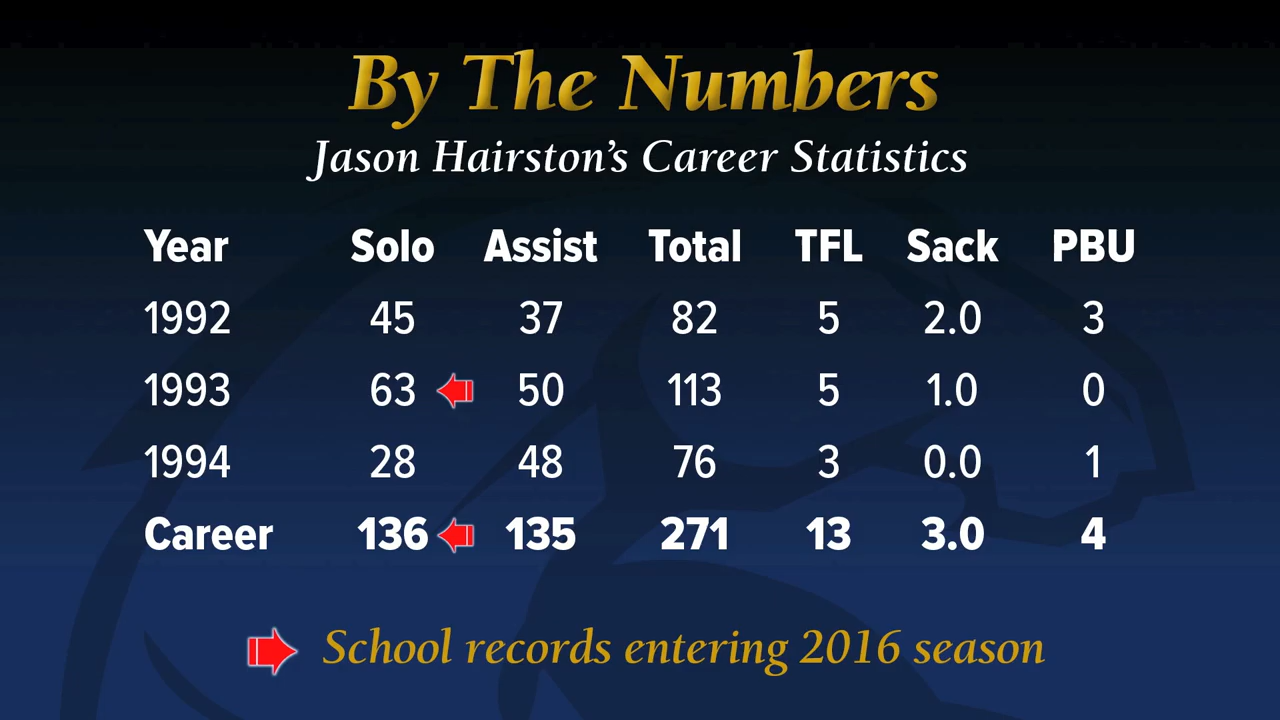 By The Numbers
Jason Hairston's Career Statistics
Year Solo Assist Total TFL Sack PBU
1992 45 37 82 5 2.0 3
1993 63 50 113 5 1.0 0
1994 28 48 76 3 0.0 1
Career 136 135 271 13 3.0 4
School records entering 2016 season